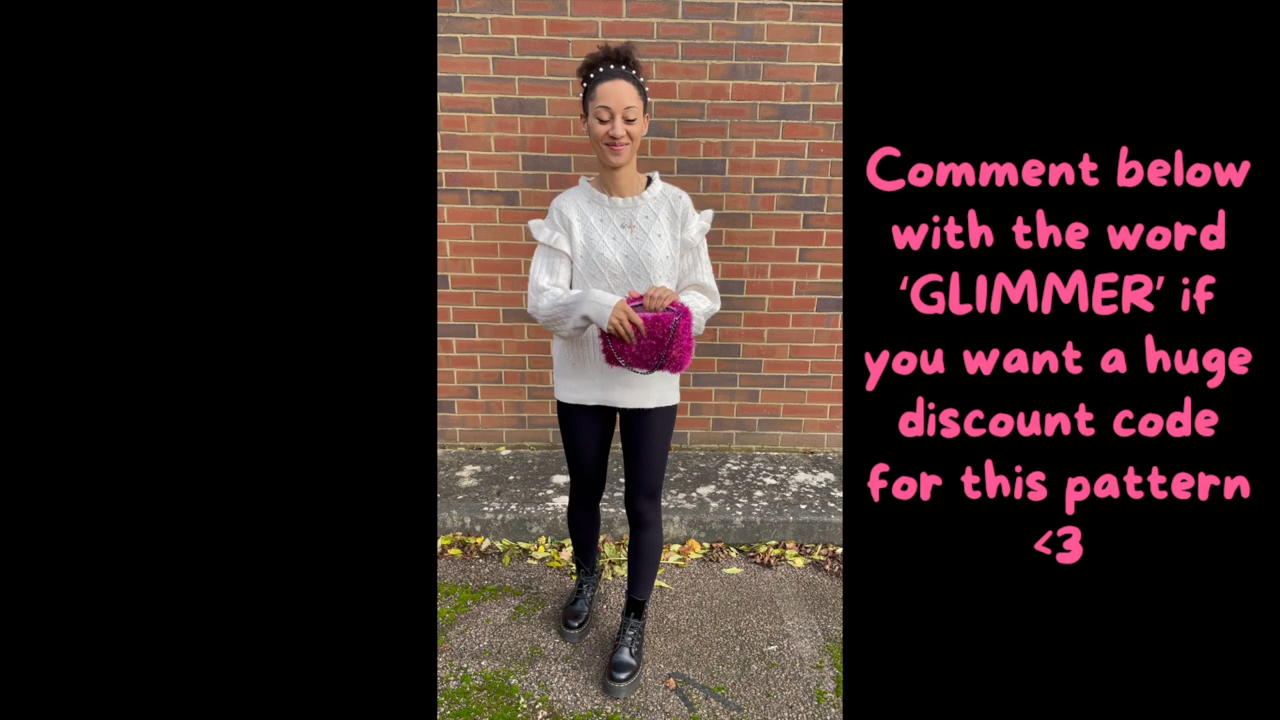 Comment below
with the word
‘GLIMMER’ if
you want a huge
discount code
for this pattern
<3